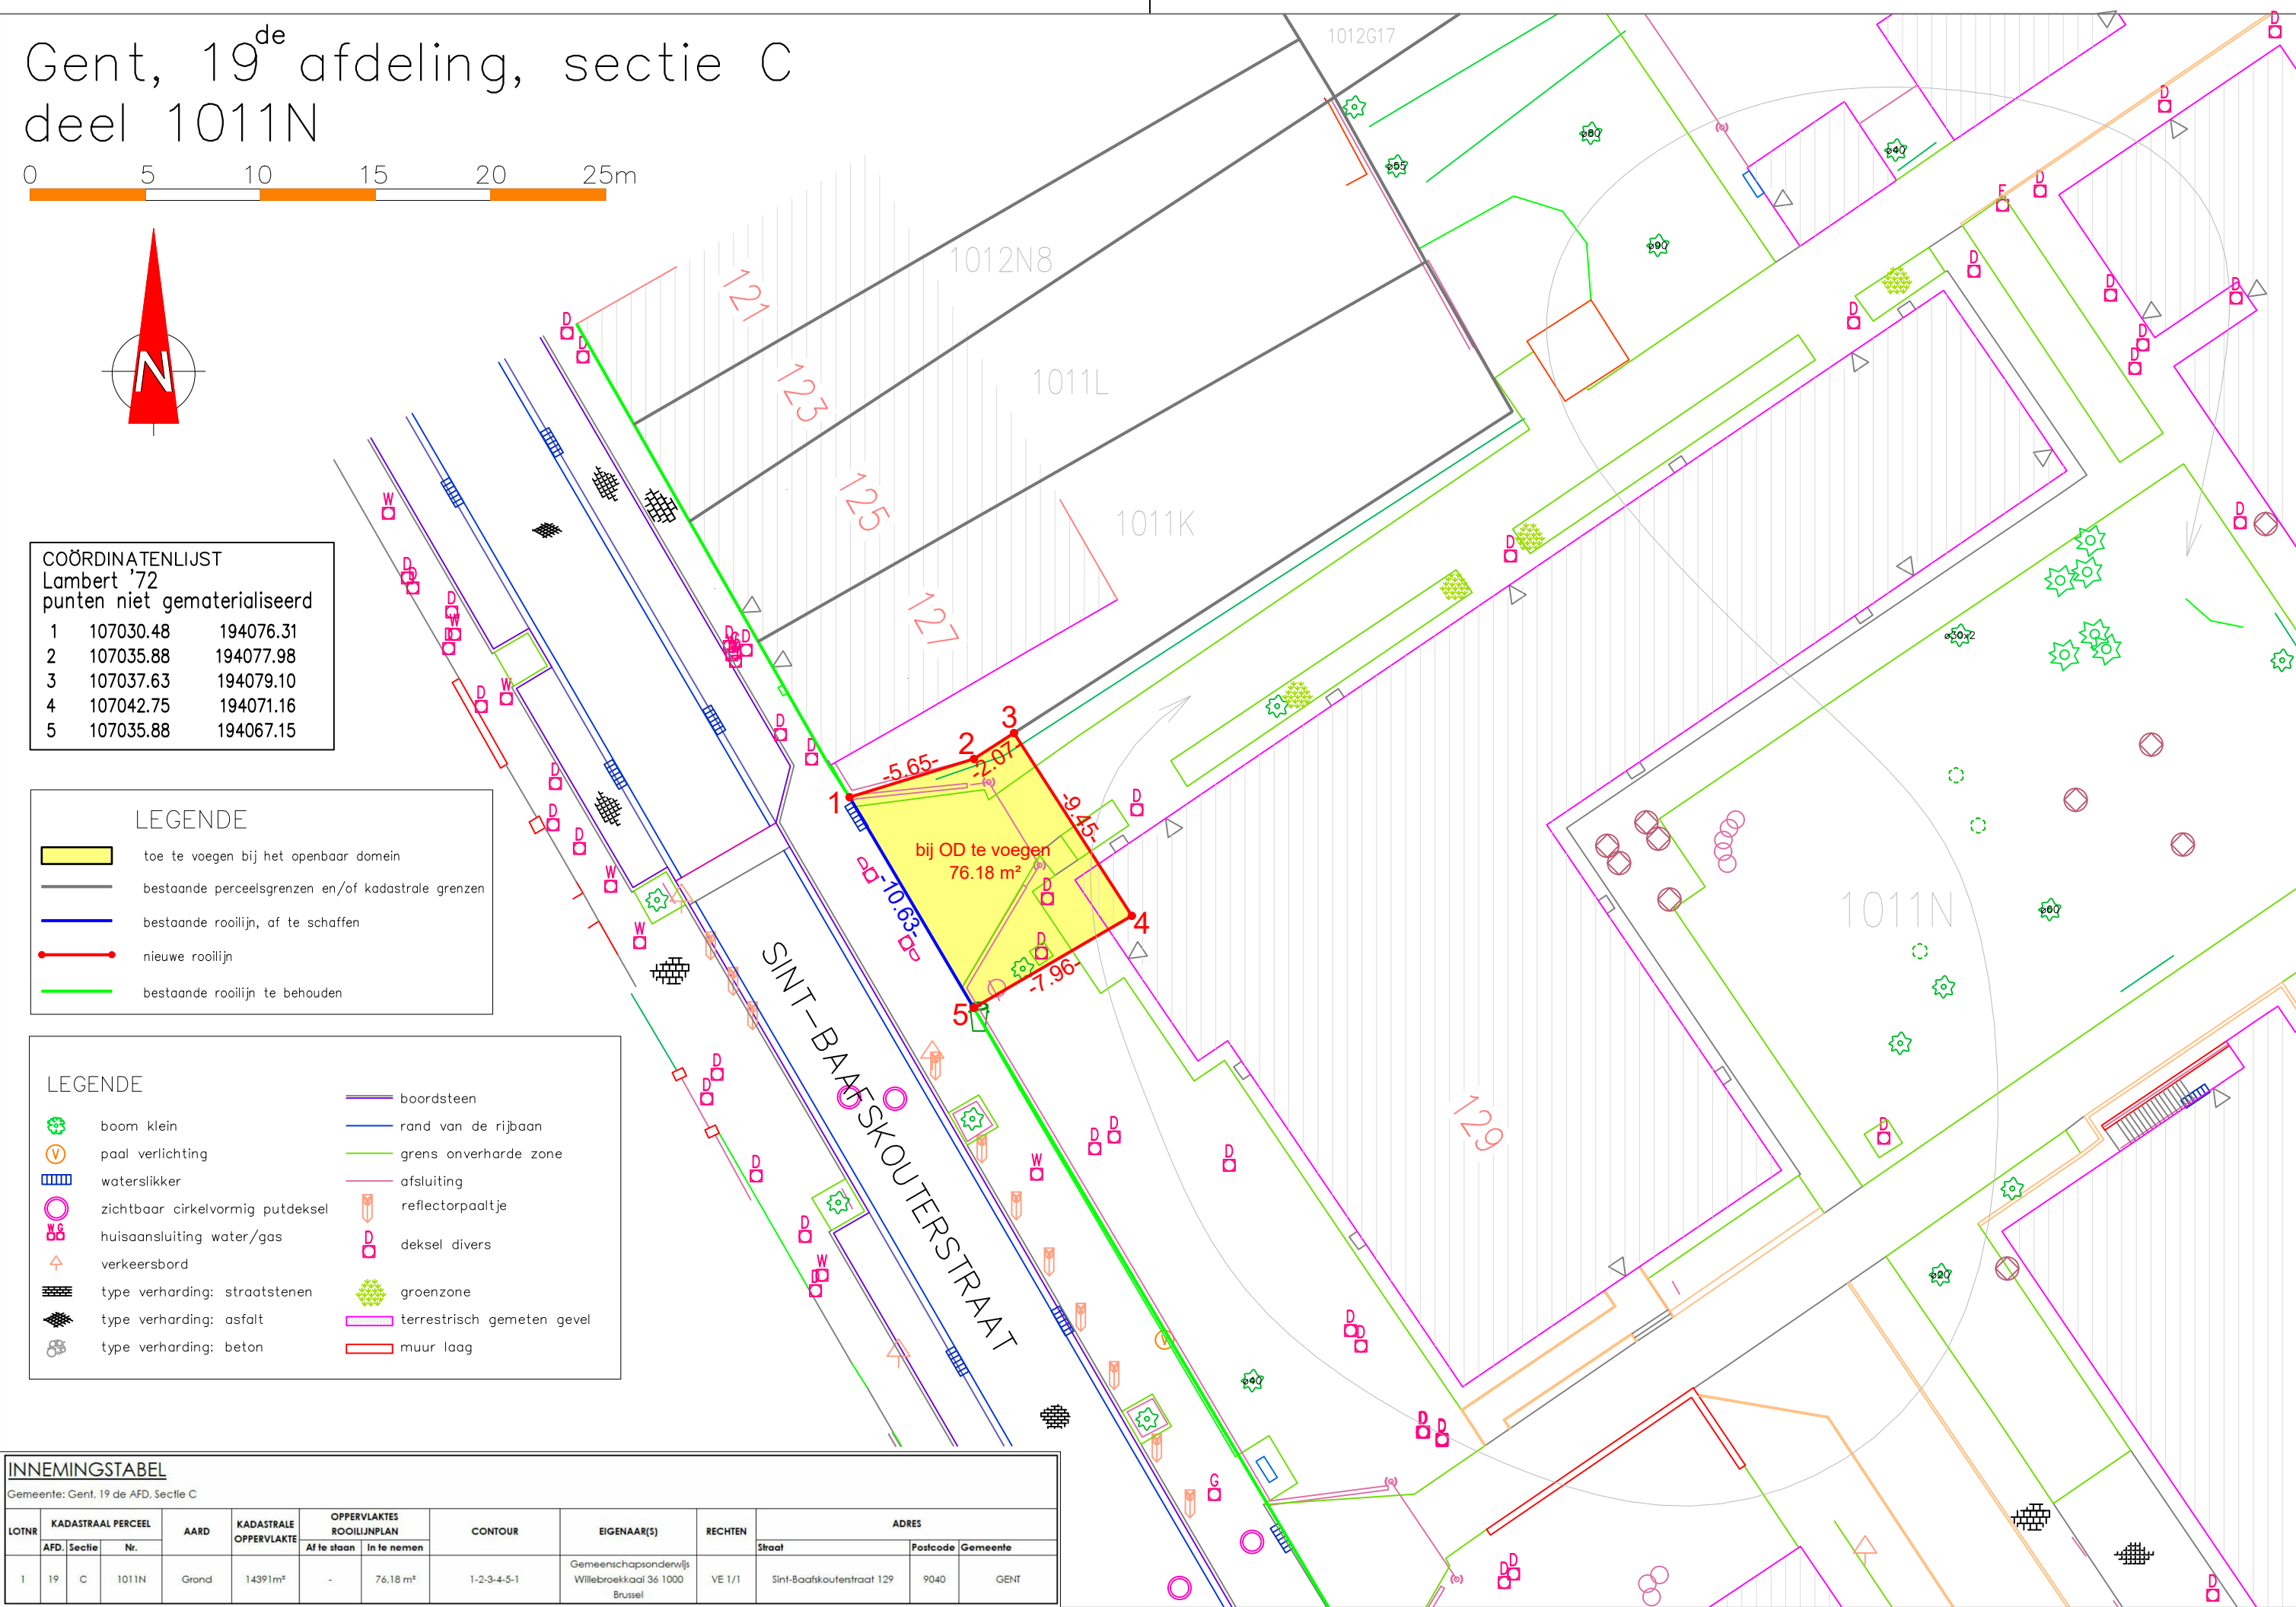 Gent, 19de afdeling, sectie C
deel 1011N
0 5 10 15 20 25m
N
COÖRDINATENLIJST
Lambert '72
punten niet gematerialiseerd
1 107030.48 194076.31
2 107035.88 194077.98
3 107037.63 194079.10
4 107042.75 194071.16
5 107035.88 194067.15
LEGENDE
toe te voegen bij het openbaar domein
bestaande perceelsgrenzen en/of kadastrale grenzen
bestaande rooilijn, af te schaffen
nieuwe rooilijn
bestaande rooilijn te behouden
LEGENDE
boom klein
paal verlichting
waterslikker
zichtbaar cirkelvormig putdeksel
huisaansluiting water/gas
verkeersbord
type verharding: straatstenen
type verharding: asfalt
type verharding: beton
boordsteen
rand van de rijbaan
grens onverharde zone
afsluiting
reflectorpaaltje
deksel divers
groenzone
terrestrisch gemeten gevel
muur laag
1012G17
1012N8
1011L
1011K
1011N
121
123
125
127
129
ø55
ø80
ø90
ø40
ø30x2
ø60
ø20
ø40
1
2
3
4
5
-5.65-
-2.07
-9.45-
-7.96-
-10.63-
bij OD te voegen
76.18 m²
SINT-BAAFSKOUTERSTRAAT
INNEMINGSTABEL
Gemeente: Gent, 19 de AFD, Sectie C
LOTNR KADASTRAAL PERCEEL AARD KADASTRALE OPPERVLAKTE OPPERVLAKTES ROOILIJNPLAN CONTOUR EIGENAAR(S) RECHTEN ADRES
AFD. Sectie Nr. Af te staan In te nemen Straat Postcode Gemeente
1 19 C 1011N Grond 14391m² - 76,18 m² 1-2-3-4-5-1 Gemeenschapsonderwijs Willebroekkaai 36 1000 Brussel VE 1/1 Sint-Baafskouterstraat 129 9040 GENT